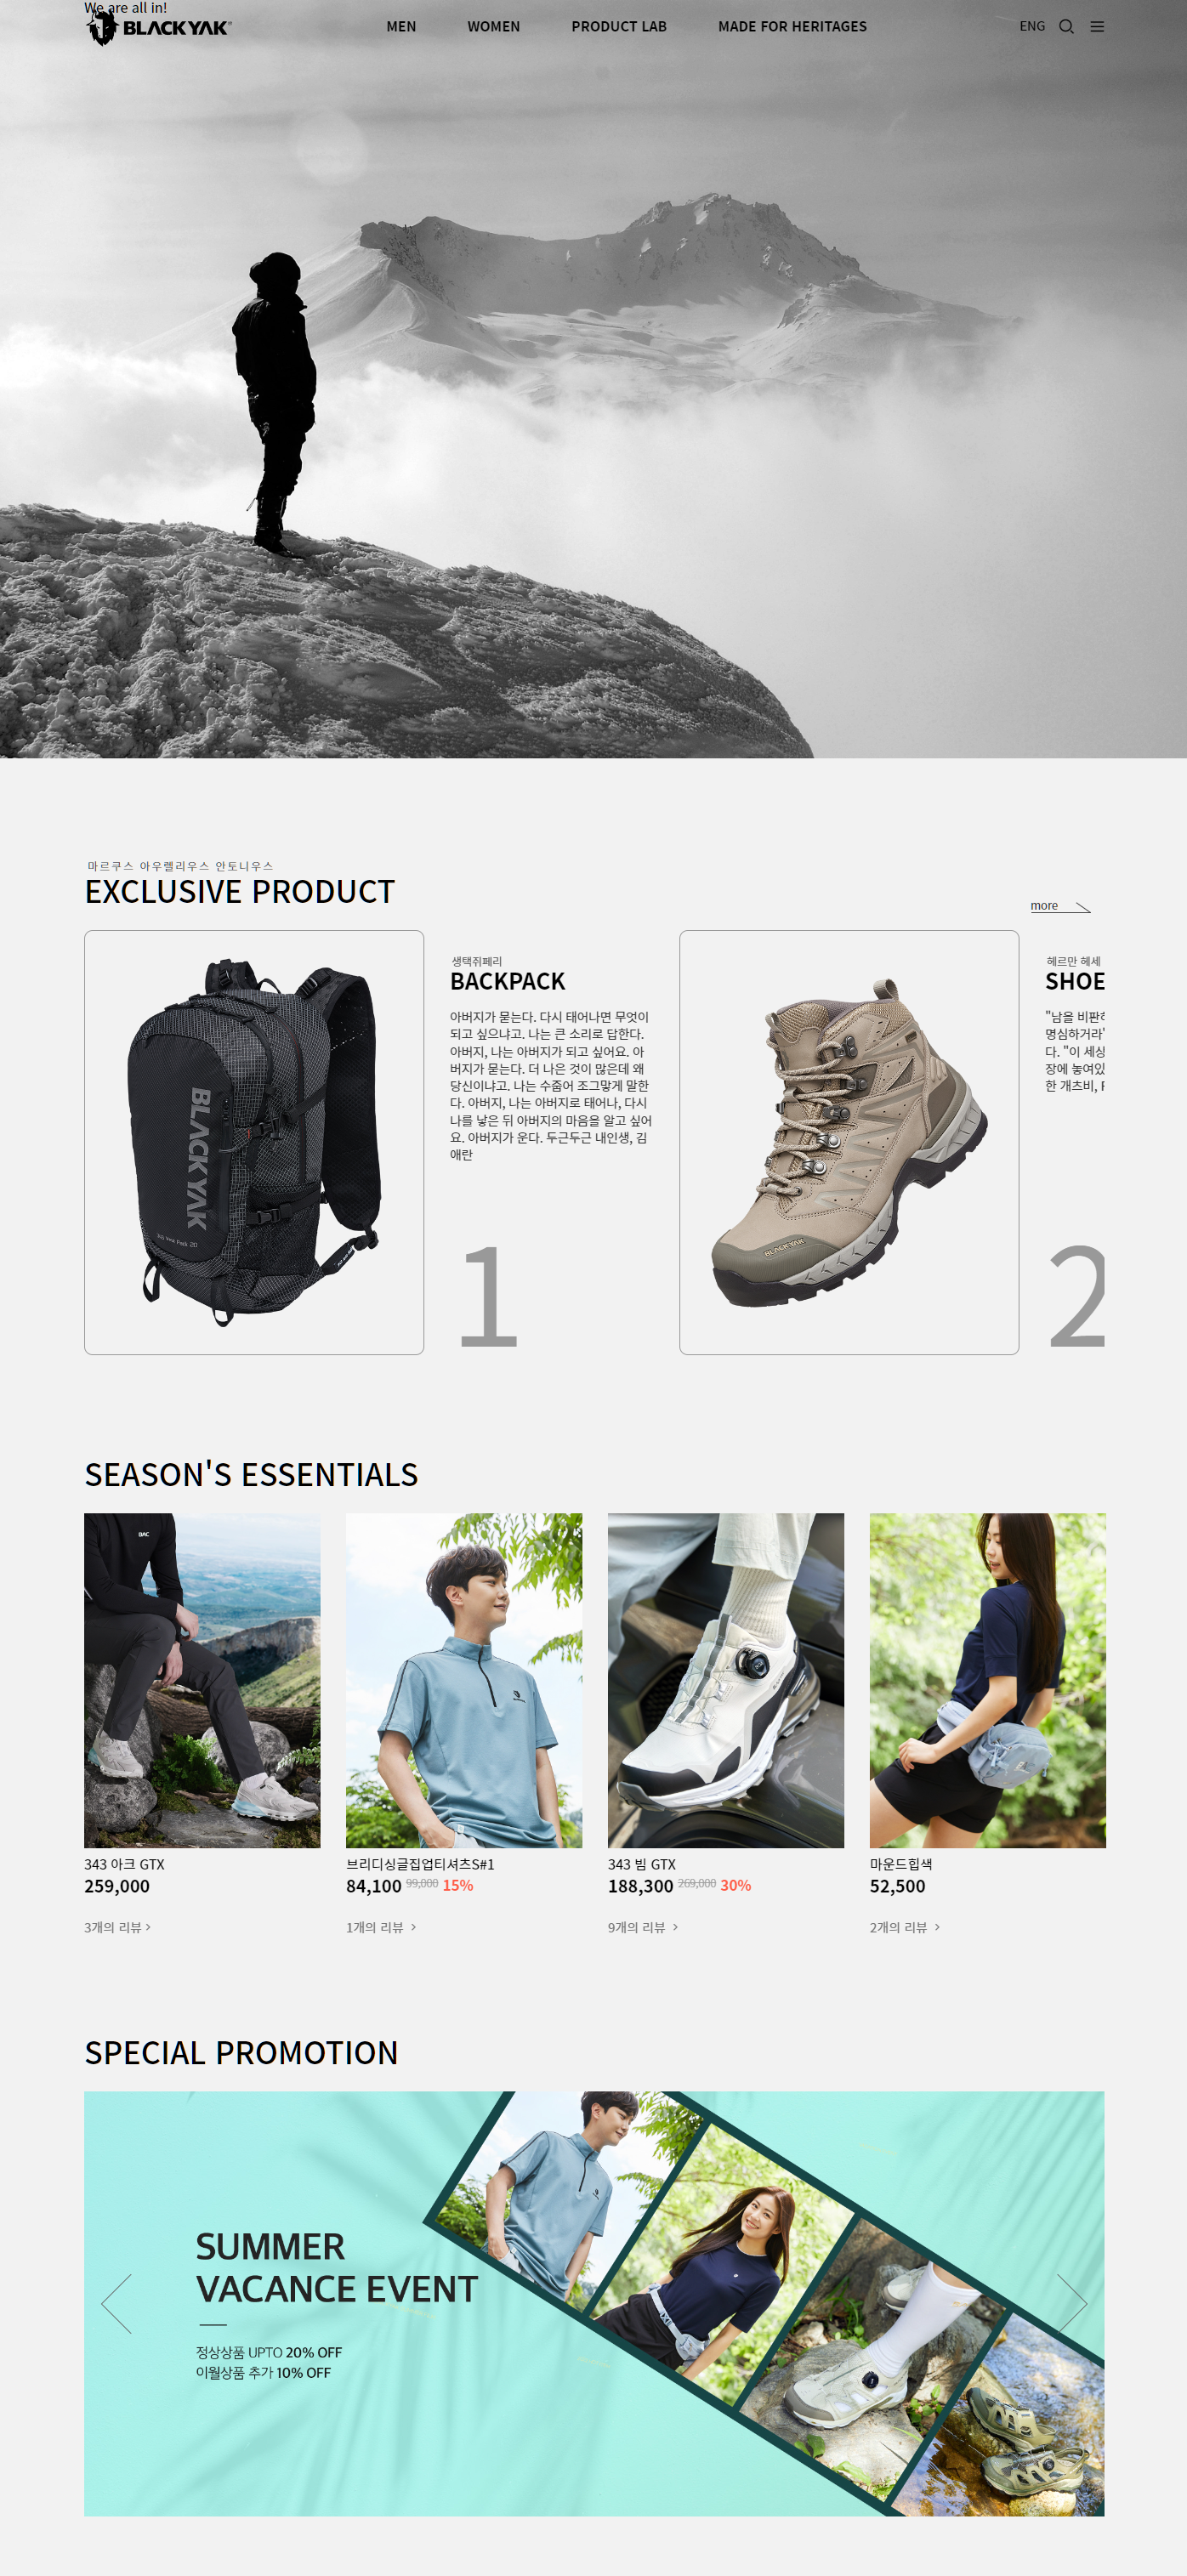 We are all in!
BLACKYAK
MEN
WOMEN
PRODUCT LAB
MADE FOR HERITAGES
ENG
마르쿠스 아우렐리우스 안토니우스
EXCLUSIVE PRODUCT
more
BLACKYAK
생택쥐페리
BACKPACK
아버지가 묻는다. 다시 태어나면 무엇이
되고 싶으냐고. 나는 큰 소리로 답한다.
아버지, 나는 아버지가 되고 싶어요. 아
버지가 묻는다. 더 나은 것이 많은데 왜
당신이냐고. 나는 수줍어 조그맣게 말한
다. 아버지, 나는 아버지로 태어나, 다시
나를 낳은 뒤 아버지의 마음을 알고 싶어
요. 아버지가 운다. 두근두근 내인생, 김
애란
1
BLACKYAK
헤르만 헤세
SHOE
"남을 비판
명심하거라"
다. "이 세상
장에 놓여있
한 개츠비,
2
SEASON'S ESSENTIALS
BAC
343 아크 GTX
259,000
3개의 리뷰 >
브리디싱글집업티셔츠S#1
84,100 99,000 15%
1개의 리뷰 >
343 빔 GTX
188,300 269,000 30%
9개의 리뷰 >
마운드힙색
52,500
2개의 리뷰 >
SPECIAL PROMOTION
SUMMER
VACANCE EVENT
정상상품 UPTO 20% OFF
이월상품 추가 10% OFF